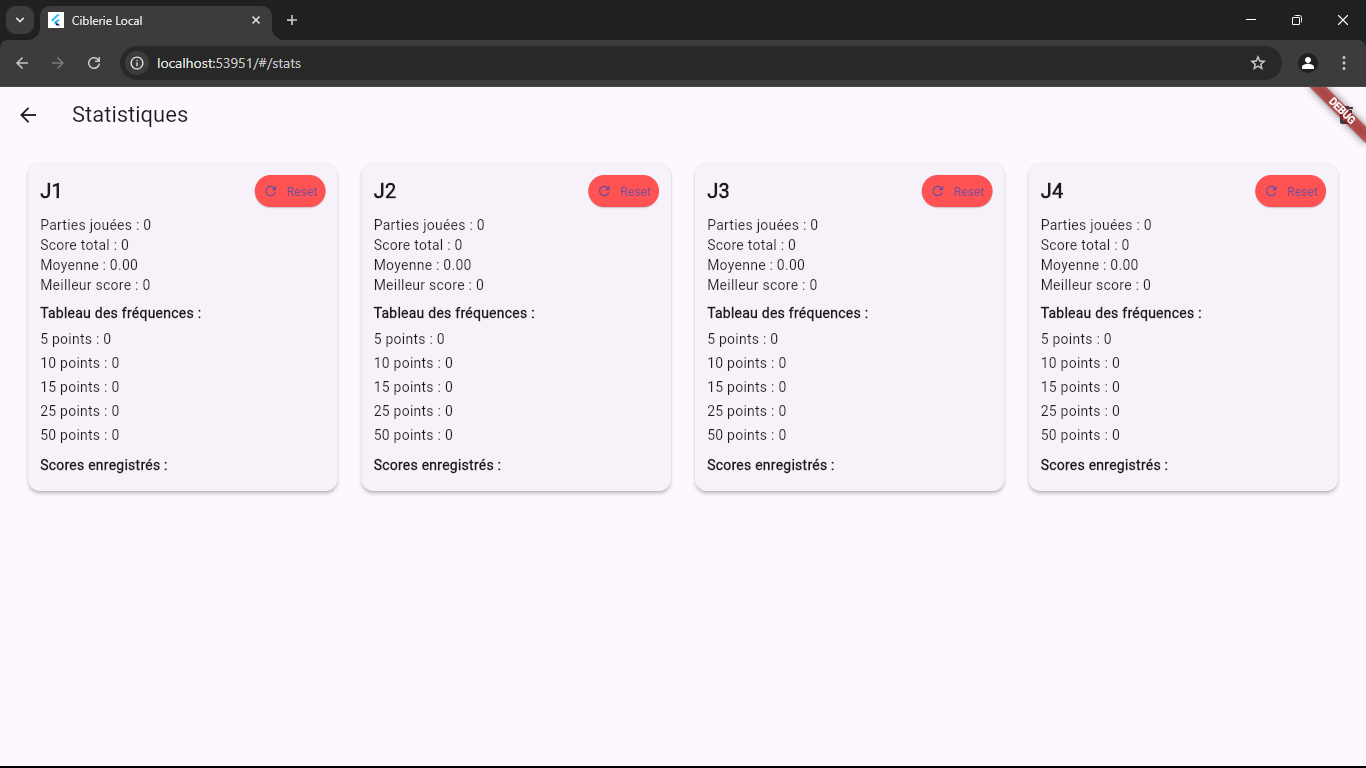 Ciblerie Local
localhost:53951/#/stats
Statistiques
DEBUG
J1
Reset
Parties jouées : 0
Score total : 0
Moyenne : 0.00
Meilleur score : 0
Tableau des fréquences :
5 points : 0
10 points : 0
15 points : 0
25 points : 0
50 points : 0
Scores enregistrés :
J2
Reset
Parties jouées : 0
Score total : 0
Moyenne : 0.00
Meilleur score : 0
Tableau des fréquences :
5 points : 0
10 points : 0
15 points : 0
25 points : 0
50 points : 0
Scores enregistrés :
J3
Reset
Parties jouées : 0
Score total : 0
Moyenne : 0.00
Meilleur score : 0
Tableau des fréquences :
5 points : 0
10 points : 0
15 points : 0
25 points : 0
50 points : 0
Scores enregistrés :
J4
Reset
Parties jouées : 0
Score total : 0
Moyenne : 0.00
Meilleur score : 0
Tableau des fréquences :
5 points : 0
10 points : 0
15 points : 0
25 points : 0
50 points : 0
Scores enregistrés :